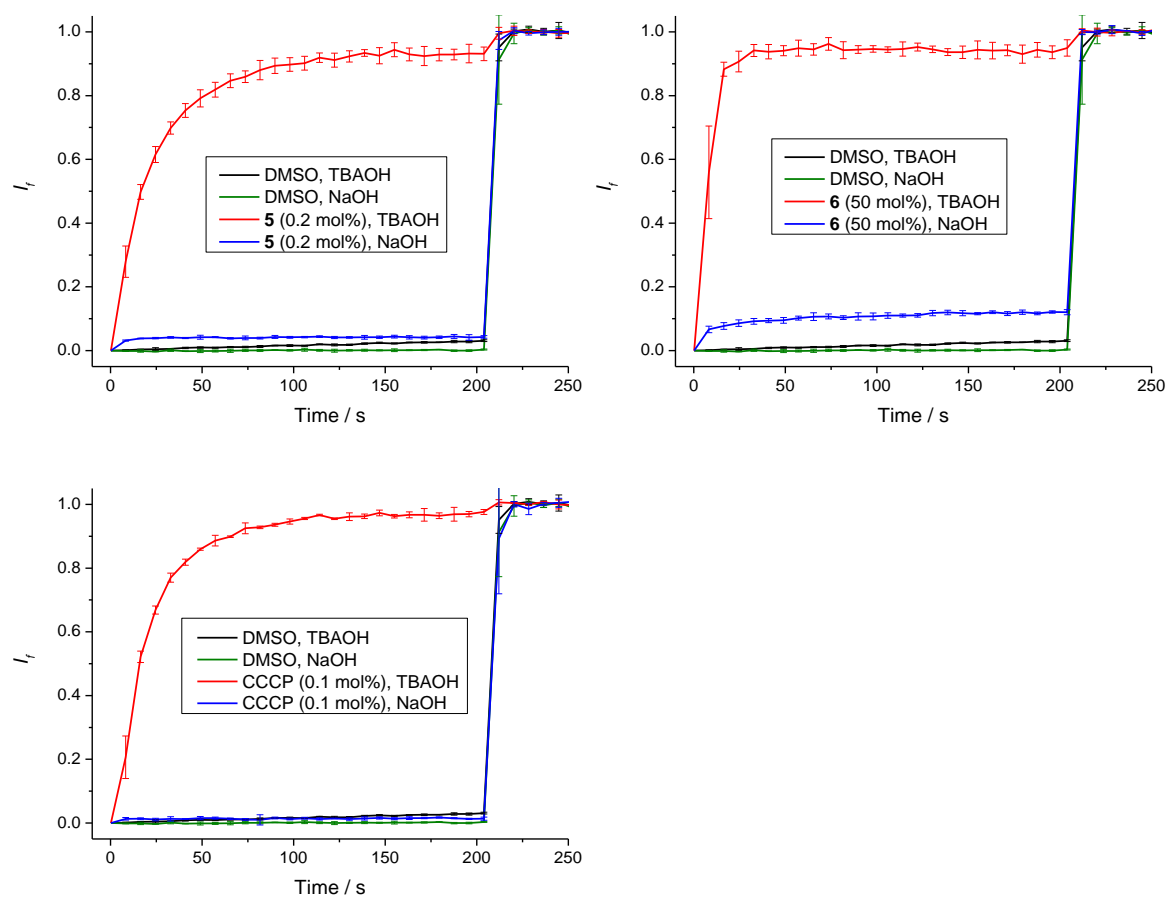 1.0
0.8
0.6
0.4
0.2
0.0
I_f
DMSO, TBAOH
DMSO, NaOH
5 (0.2 mol%), TBAOH
5 (0.2 mol%), NaOH
0 50 100 150 200 250
Time / s
1.0
0.8
0.6
0.4
0.2
0.0
I_f
DMSO, TBAOH
DMSO, NaOH
6 (50 mol%), TBAOH
6 (50 mol%), NaOH
0 50 100 150 200 250
Time / s
1.0
0.8
0.6
0.4
0.2
0.0
I_f
DMSO, TBAOH
DMSO, NaOH
CCCP (0.1 mol%), TBAOH
CCCP (0.1 mol%), NaOH
0 50 100 150 200 250
Time / s